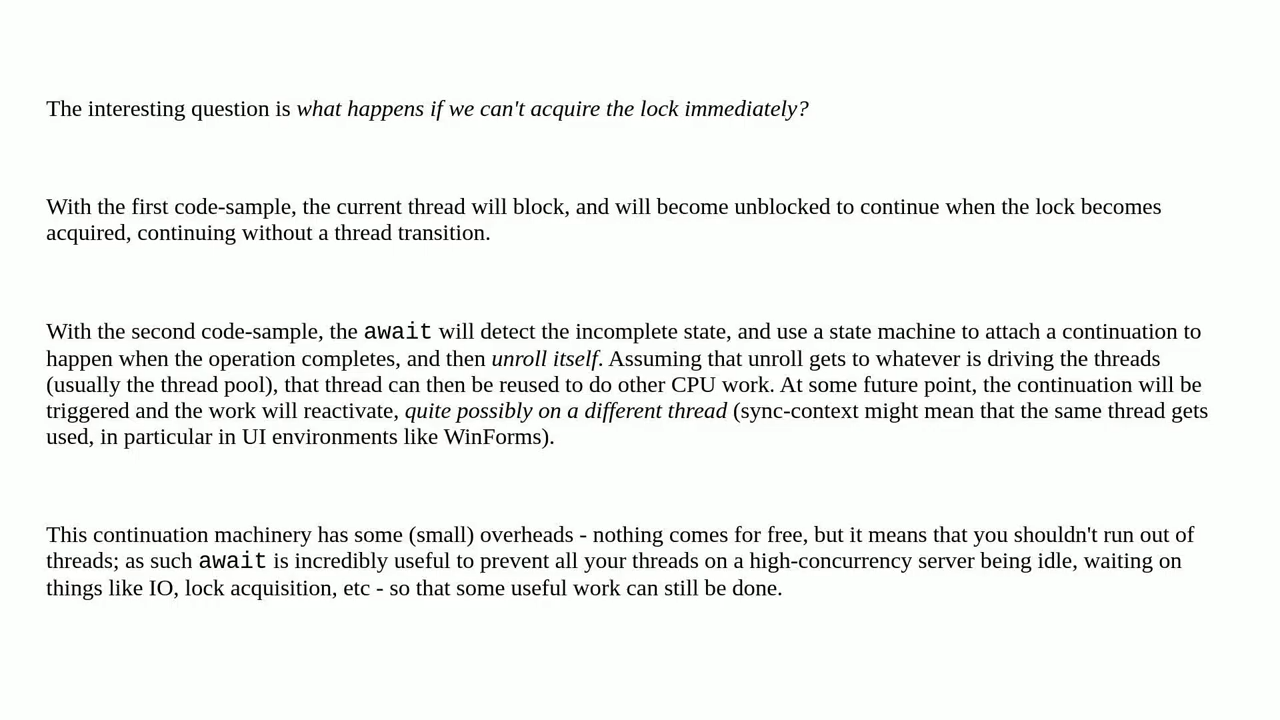 The interesting question is what happens if we can't acquire the lock immediately?
With the first code-sample, the current thread will block, and will become unblocked to continue when the lock becomes
acquired, continuing without a thread transition.
With the second code-sample, the await will detect the incomplete state, and use a state machine to attach a continuation to
happen when the operation completes, and then unroll itself. Assuming that unroll gets to whatever is driving the threads
(usually the thread pool), that thread can then be reused to do other CPU work. At some future point, the continuation will be
triggered and the work will reactivate, quite possibly on a different thread (sync-context might mean that the same thread gets
used, in particular in UI environments like WinForms).
This continuation machinery has some (small) overheads - nothing comes for free, but it means that you shouldn't run out of
threads; as such await is incredibly useful to prevent all your threads on a high-concurrency server being idle, waiting on
things like IO, lock acquisition, etc - so that some useful work can still be done.